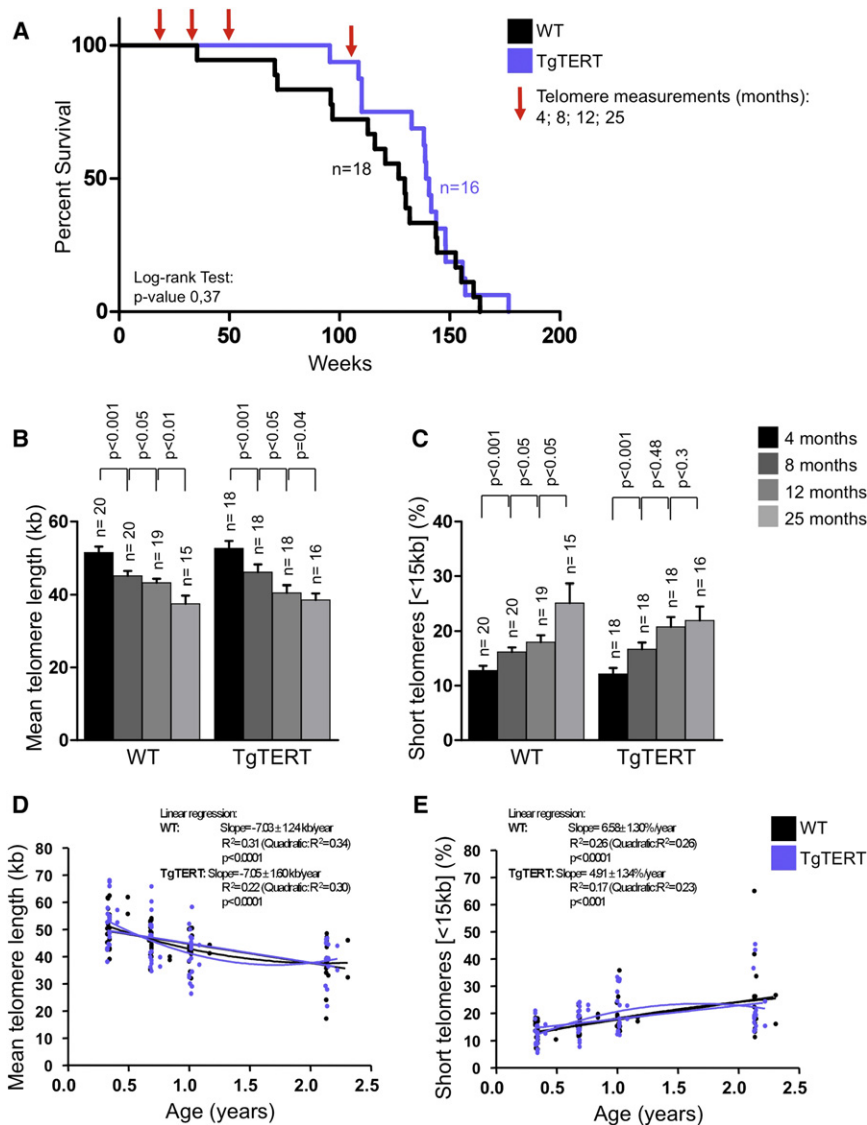 A
WT
TgTERT
Telomere measurements (months):
4; 8; 12; 25
Percent Survival
100
50
0
n=18
n=16
Log-rank Test:
p-value 0,37
0 50 100 150 200
Weeks
B
p<0.001 p<0.05 p<0.01 p<0.001 p<0.05 p=0.04
Mean telomere length (kb)
60
40
20
0
n= 20 n= 20 n= 19 n= 15 n= 18 n= 18 n= 18 n= 16
WT TgTERT
C
p<0.001 p<0.05 p<0.05 p<0.001 p<0.48 p<0.3
4 months
8 months
12 months
25 months
Short telomeres [<15kb] (%)
40
30
20
10
0
n= 20 n= 20 n= 19 n= 15 n= 18 n= 18 n= 18 n= 16
WT TgTERT
D
Linear regression:
WT: Slope= -7.03± 1.24 kb/year
R²=0.31 (Quadratic: R²=0.34)
p<0.0001
TgTERT: Slope= -7.05± 1.60 kb/year
R²=0.22 (Quadratic: R²=0.30)
p<0.0001
Mean telomere length (kb)
80
70
60
50
40
30
20
10
0
0.0 0.5 1.0 1.5 2.0 2.5
Age (years)
E
Linear regression:
WT: Slope= 6.58± 1.30%/year
R²=0.26 (Quadratic: R²=0.26)
p<0.0001
TgTERT: Slope= 4.91± 1.34%/year
R²=0.17 (Quadratic: R²=0.23)
p<0.001
WT
TgTERT
Short telomeres [<15kb] (%)
80
70
60
50
40
30
20
10
0
0.0 0.5 1.0 1.5 2.0 2.5
Age (years)